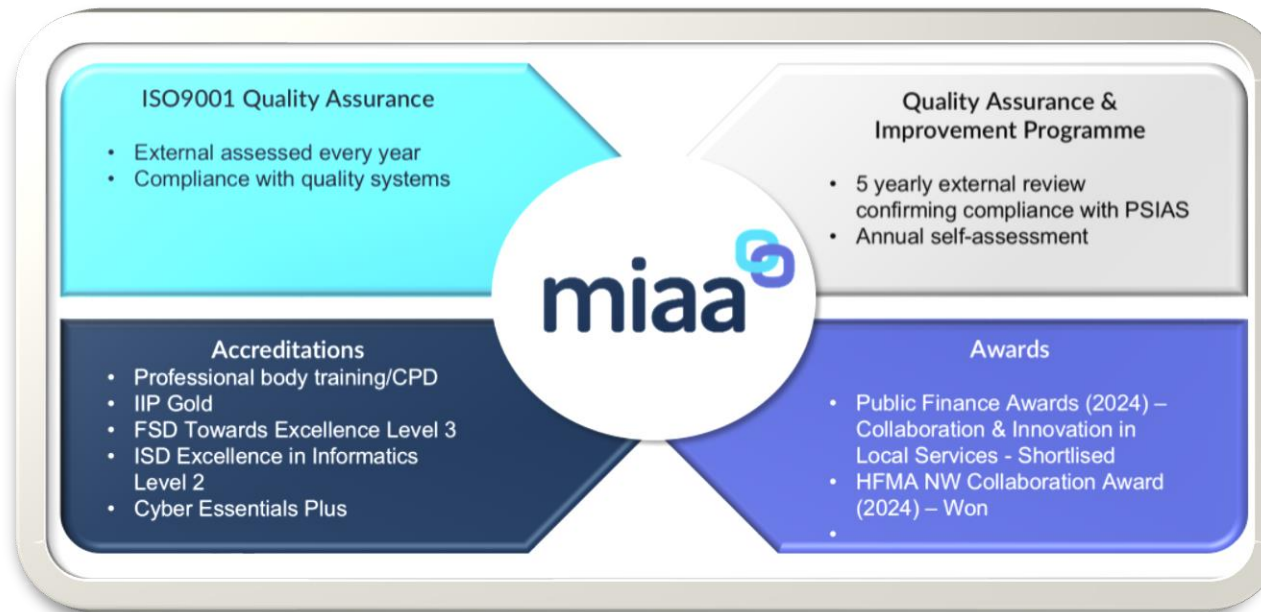 ISO9001 Quality Assurance
• External assessed every year
• Compliance with quality systems
Quality Assurance &
Improvement Programme
• 5 yearly external review
confirming compliance with PSIAS
• Annual self-assessment
miaa
Accreditations
• Professional body training/CPD
• IIP Gold
• FSD Towards Excellence Level 3
• ISD Excellence in Informatics
Level 2
• Cyber Essentials Plus
Awards
• Public Finance Awards (2024) –
Collaboration & Innovation in
Local Services - Shortlised
• HFMA NW Collaboration Award
(2024) – Won
•